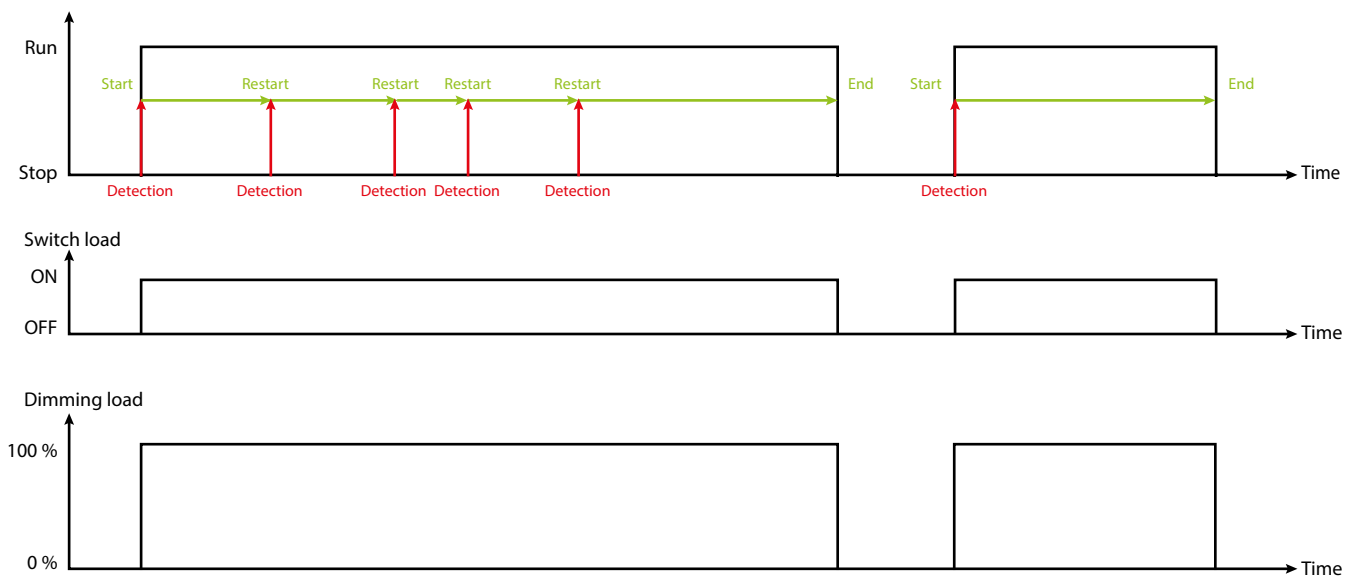 Run
Start Restart Restart Restart Restart End Start End
Stop
Time
Detection Detection Detection Detection Detection Detection
Switch load
ON
OFF
Time
Dimming load
100 %
0 %
Time